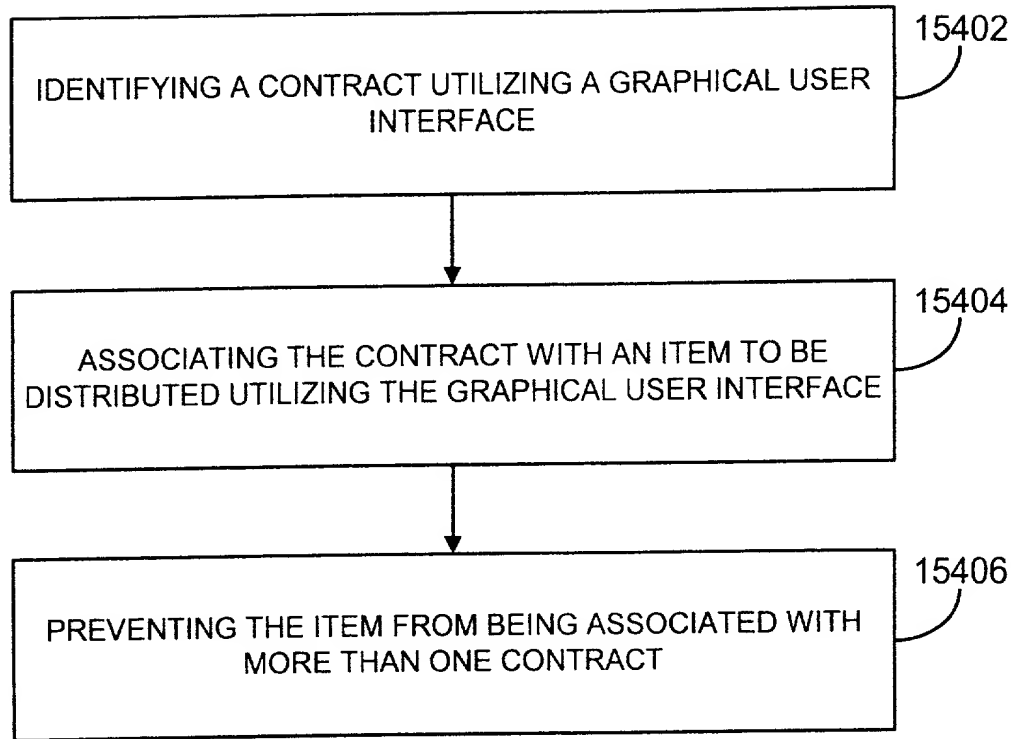 15402
IDENTIFYING A CONTRACT UTILIZING A GRAPHICAL USER
INTERFACE
15404
ASSOCIATING THE CONTRACT WITH AN ITEM TO BE
DISTRIBUTED UTILIZING THE GRAPHICAL USER INTERFACE
15406
PREVENTING THE ITEM FROM BEING ASSOCIATED WITH
MORE THAN ONE CONTRACT